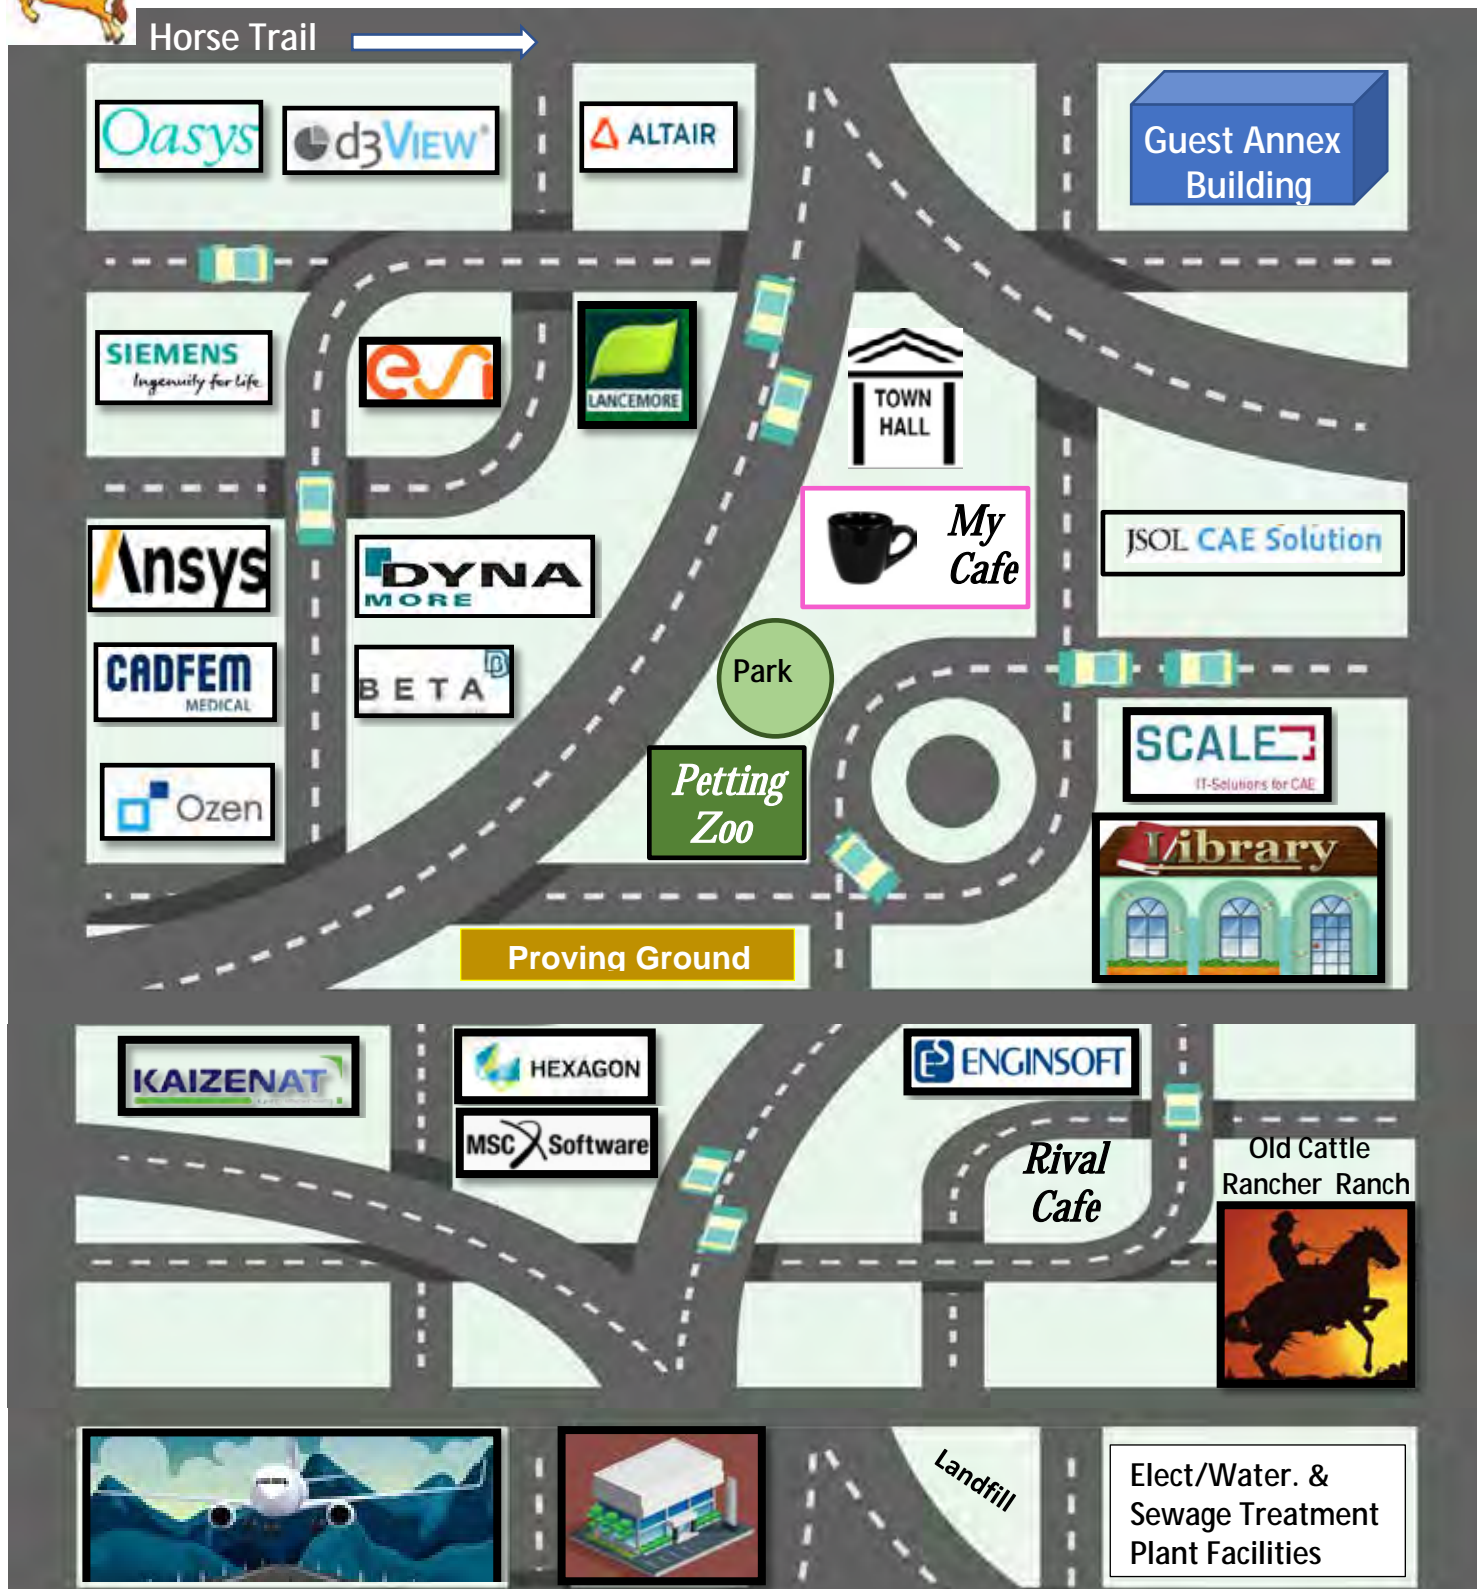 Horse Trail
Oasys
d3VIEW®
ALTAIR
Guest Annex
Building
SIEMENS
Ingenuity for life
esi
LANCEMORE
TOWN
HALL
My
Cafe
JSOL CAE Solution
Ansys
DYNA
MORE
CADFEM
MEDICAL
BETA
β
Park
Petting
Zoo
SCALE
IT-Solutions for CAE
Ozen
Library
Proving Ground
KAIZENAT
HEXAGON
ENGINSOFT
MSC Software
Rival
Cafe
Old Cattle
Rancher Ranch
Landfill
Elect/Water. &
Sewage Treatment
Plant Facilities